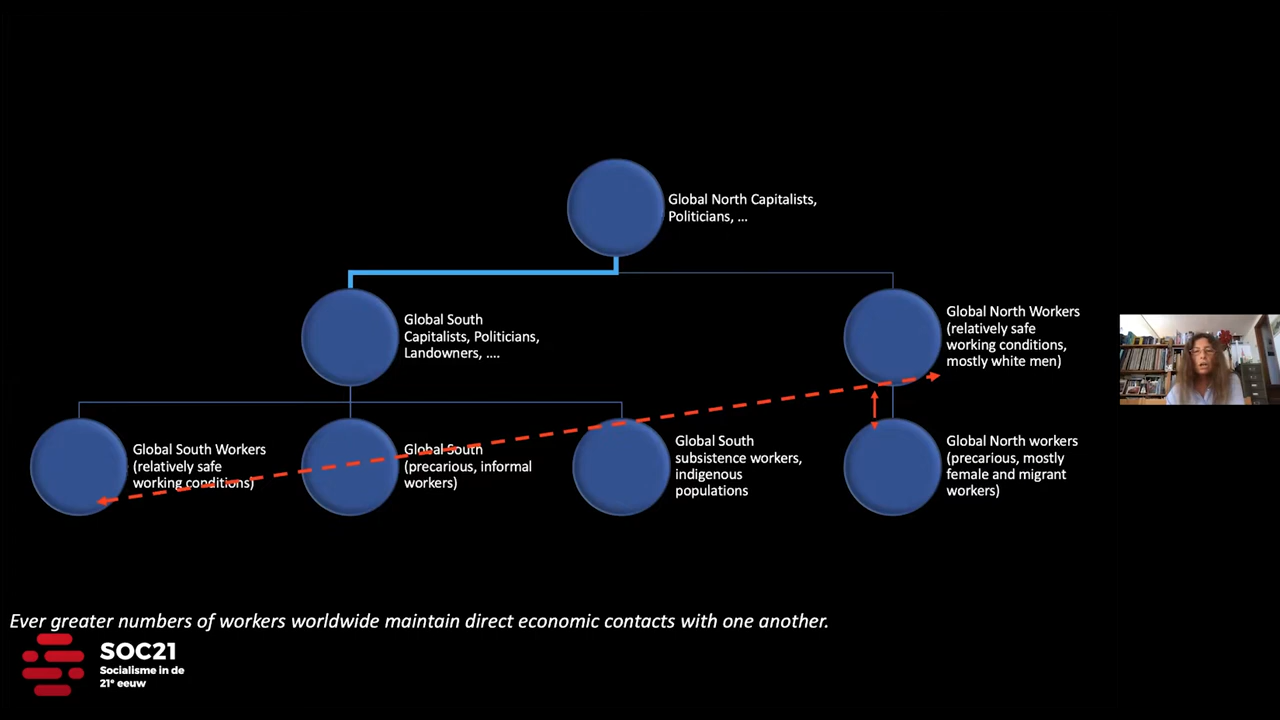 Global North Capitalists,
Politicians, ...
Global South
Capitalists, Politicians,
Landowners, ....
Global North Workers
(relatively safe
working conditions,
mostly white men)
Global South Workers
(relatively safe
working conditions)
Global South
(precarious, informal
workers)
Global South
subsistence workers,
indigenous
populations
Global North workers
(precarious, mostly
female and migrant
workers)
Ever greater numbers of workers worldwide maintain direct economic contacts with one another.
SOC21
Socialisme in de
21e eeuw